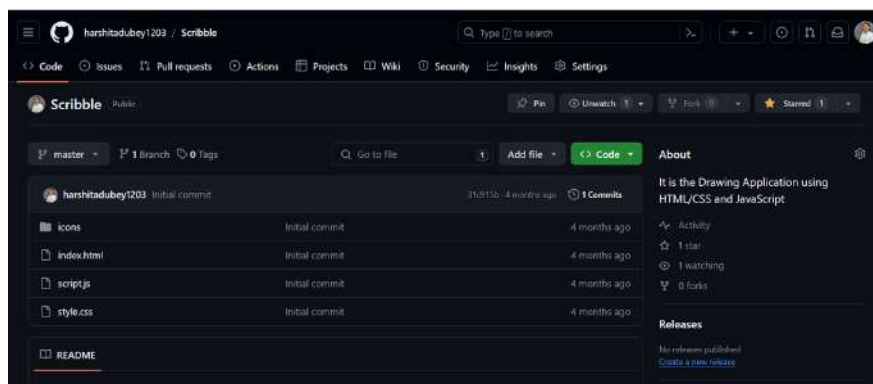 harshitadubey1203 / Scribble
Type / to search
Code Issues Pull requests Actions Projects Wiki Security Insights Settings
Scribble Public
Pin Unwatch 1 Fork 0 Starred 1
master 1 Branch 0 Tags Go to file t Add file Code
About
harshitadubey1203 Initial commit 4 months ago 1 Commits
It is the Drawing Application using
HTML/CSS and JavaScript
icons Initial commit 4 months ago
Activity
index.html Initial commit 4 months ago
1 star
1 watching
script.js Initial commit 4 months ago
0 forks
style.css Initial commit 4 months ago
Releases
README
No releases published
Create a new release